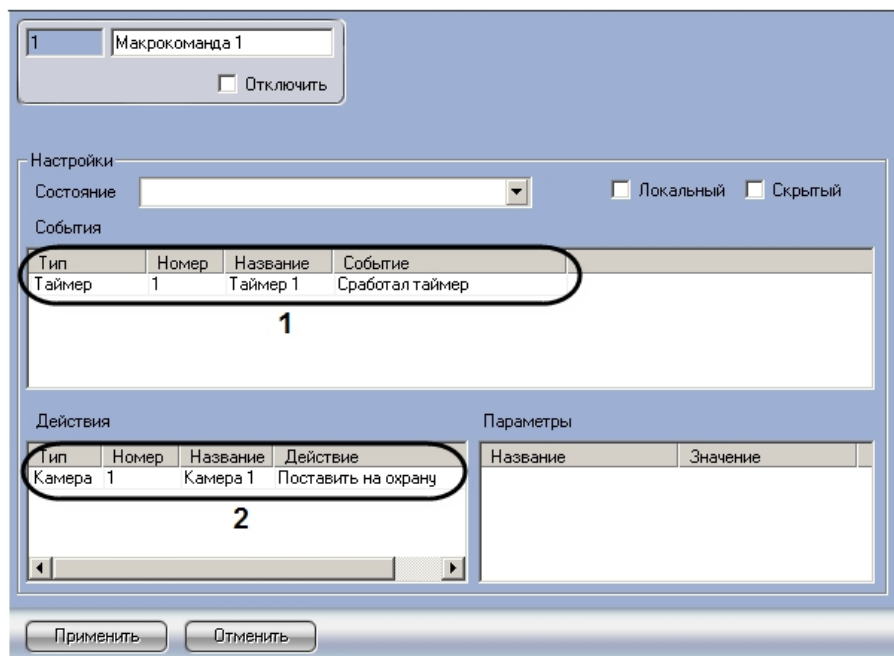 1 Макрокоманда 1
Отключить
Настройки
Состояние Локальный Скрытый
События
Тип Номер Название Событие
Таймер 1 Таймер 1 Сработал таймер
1
Действия Параметры
Тип Номер Название Действие Название Значение
Камера 1 Камера 1 Поставить на охрану
2
Применить Отменить